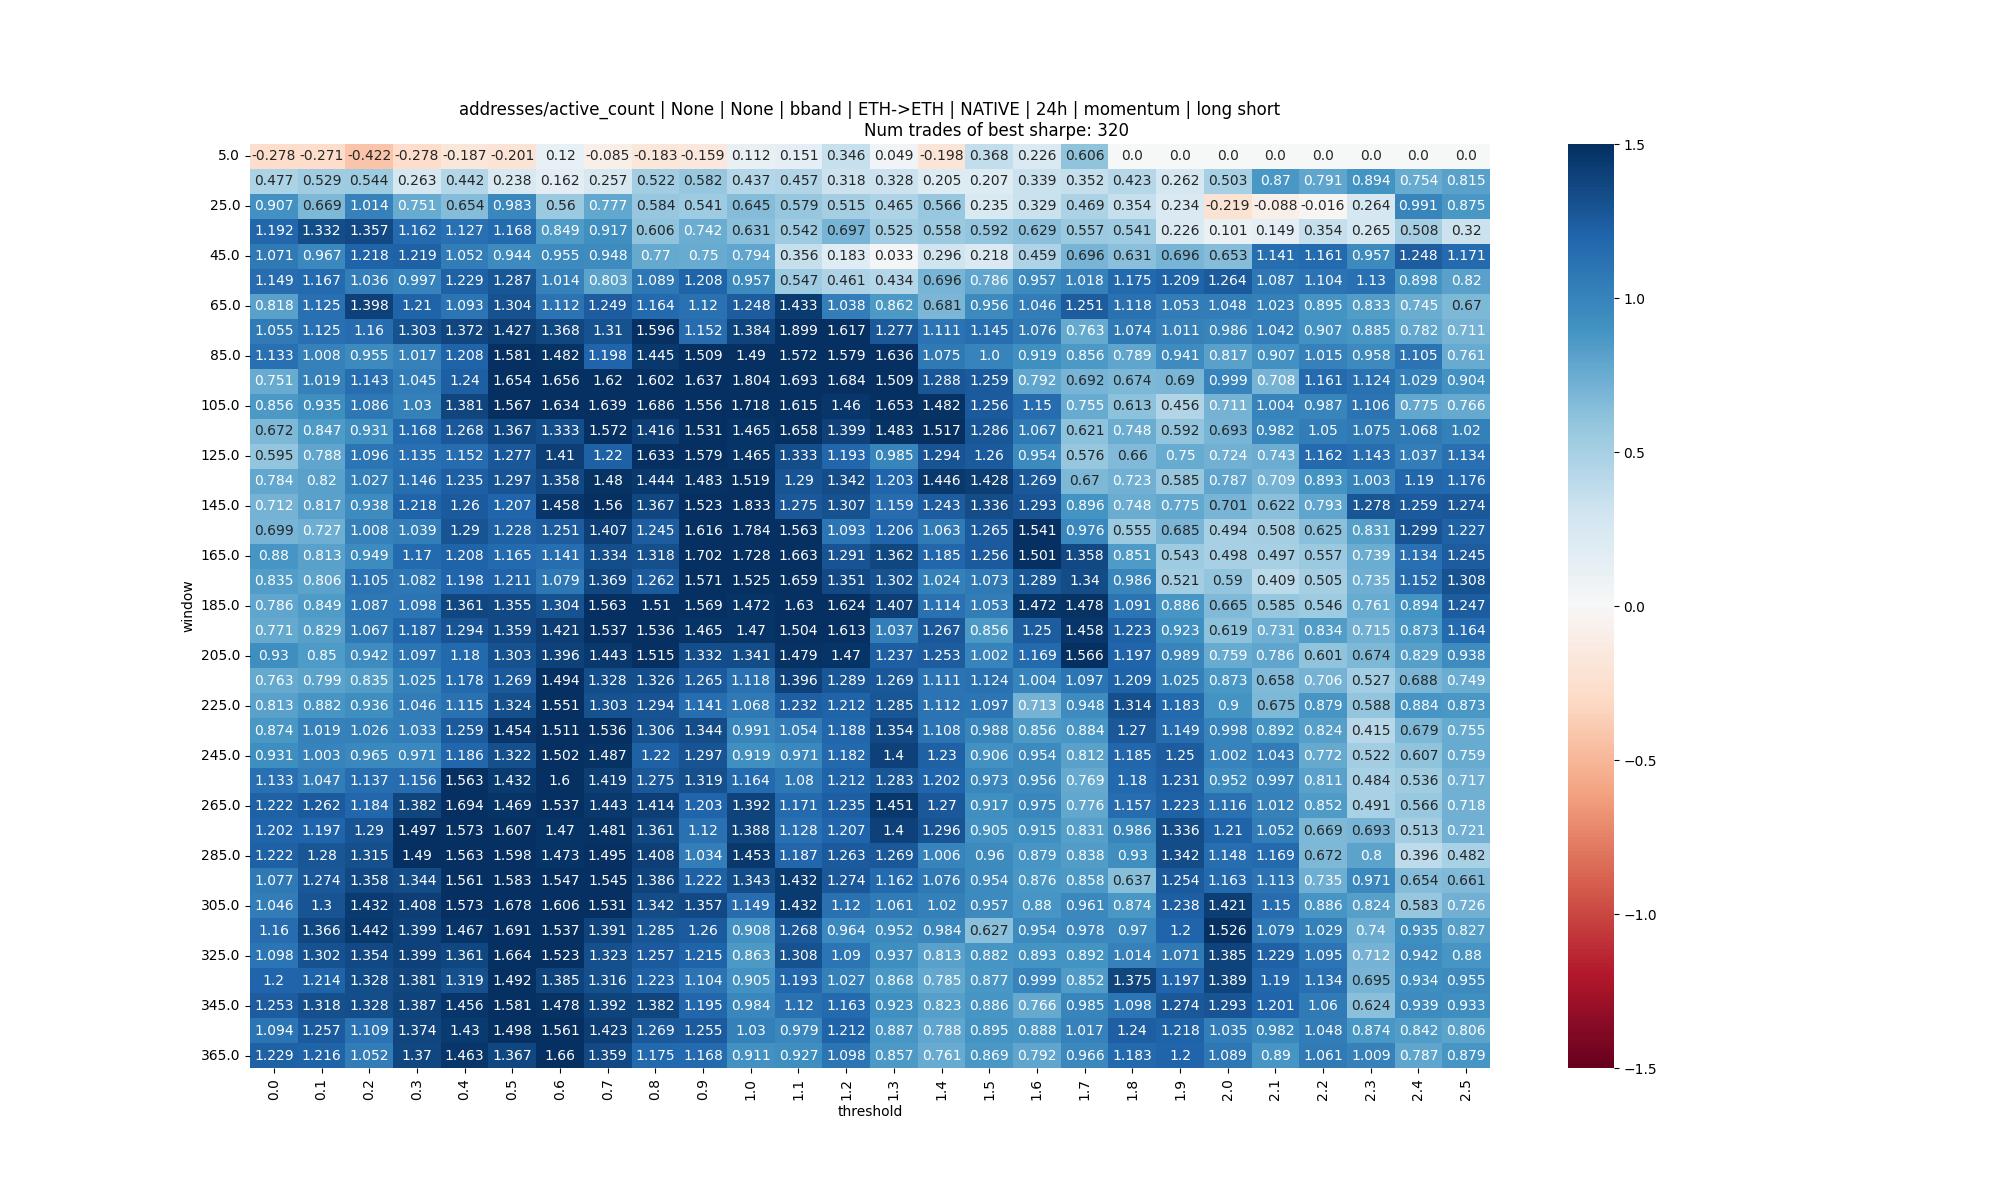 addresses/active_count | None | None | bband | ETH->ETH | NATIVE | 24h | momentum | long short
Num trades of best sharpe: 320
5.0 -0.278 -0.271 -0.422 -0.278 -0.187 -0.201 0.12 -0.085 -0.183 -0.159 0.112 0.151 0.346 0.049 -0.198 0.368 0.226 0.606 0.0 0.0 0.0 0.0 0.0 0.0 0.0 0.0 1.5
0.477 0.529 0.544 0.263 0.442 0.238 0.162 0.257 0.522 0.582 0.437 0.457 0.318 0.328 0.205 0.207 0.339 0.352 0.423 0.262 0.503 0.87 0.791 0.894 0.754 0.815
25.0 0.907 0.669 1.014 0.751 0.654 0.983 0.56 0.777 0.584 0.541 0.645 0.579 0.515 0.465 0.566 0.235 0.329 0.469 0.354 0.234 -0.219 -0.088 -0.016 0.264 0.991 0.875
1.192 1.332 1.357 1.162 1.127 1.168 0.849 0.917 0.606 0.742 0.631 0.542 0.697 0.525 0.558 0.592 0.629 0.557 0.541 0.226 0.101 0.149 0.354 0.265 0.508 0.32
45.0 1.071 0.967 1.218 1.219 1.052 0.944 0.955 0.948 0.77 0.75 0.794 0.356 0.183 0.033 0.296 0.218 0.459 0.696 0.631 0.696 0.653 1.141 1.161 0.957 1.248 1.171
1.149 1.167 1.036 0.997 1.229 1.287 1.014 0.803 1.089 1.208 0.957 0.547 0.461 0.434 0.696 0.786 0.957 1.018 1.175 1.209 1.264 1.087 1.104 1.13 0.898 0.82
65.0 0.818 1.125 1.398 1.21 1.093 1.304 1.112 1.249 1.164 1.12 1.248 1.433 1.038 0.862 0.681 0.956 1.046 1.251 1.118 1.053 1.048 1.023 0.895 0.833 0.745 0.67 1.0
1.055 1.125 1.16 1.303 1.372 1.427 1.368 1.31 1.596 1.152 1.384 1.899 1.617 1.277 1.111 1.145 1.076 0.763 1.074 1.011 0.986 1.042 0.907 0.885 0.782 0.711
85.0 1.133 1.008 0.955 1.017 1.208 1.581 1.482 1.198 1.445 1.509 1.49 1.572 1.579 1.636 1.075 1.0 0.919 0.856 0.789 0.941 0.817 0.907 1.015 0.958 1.105 0.761
0.751 1.019 1.143 1.045 1.24 1.654 1.656 1.62 1.602 1.637 1.804 1.693 1.684 1.509 1.288 1.259 0.792 0.692 0.674 0.69 0.999 0.708 1.161 1.124 1.029 0.904
105.0 0.856 0.935 1.086 1.03 1.381 1.567 1.634 1.639 1.686 1.556 1.718 1.615 1.46 1.653 1.482 1.256 1.15 0.755 0.613 0.456 0.711 1.004 0.987 1.106 0.775 0.766
0.672 0.847 0.931 1.168 1.268 1.367 1.333 1.572 1.416 1.531 1.465 1.658 1.399 1.483 1.517 1.286 1.067 0.621 0.748 0.592 0.693 0.982 1.05 1.075 1.068 1.02
125.0 0.595 0.788 1.096 1.135 1.152 1.277 1.41 1.22 1.633 1.579 1.465 1.333 1.193 0.985 1.294 1.26 0.954 0.576 0.66 0.75 0.724 0.743 1.162 1.143 1.037 1.134 0.5
0.784 0.82 1.027 1.146 1.235 1.297 1.358 1.48 1.444 1.483 1.519 1.29 1.342 1.203 1.446 1.428 1.269 0.67 0.723 0.585 0.787 0.709 0.893 1.003 1.19 1.176
145.0 0.712 0.817 0.938 1.218 1.26 1.207 1.458 1.56 1.367 1.523 1.833 1.275 1.307 1.159 1.243 1.336 1.293 0.896 0.748 0.775 0.701 0.622 0.793 1.278 1.259 1.274
0.699 0.727 1.008 1.039 1.29 1.228 1.251 1.407 1.245 1.616 1.784 1.563 1.093 1.206 1.063 1.265 1.541 0.976 0.555 0.685 0.494 0.508 0.625 0.831 1.299 1.227
165.0 0.88 0.813 0.949 1.17 1.208 1.165 1.141 1.334 1.318 1.702 1.728 1.663 1.291 1.362 1.185 1.256 1.501 1.358 0.851 0.543 0.498 0.497 0.557 0.739 1.134 1.245
0.835 0.806 1.105 1.082 1.198 1.211 1.079 1.369 1.262 1.571 1.525 1.659 1.351 1.302 1.024 1.073 1.289 1.34 0.986 0.521 0.59 0.409 0.505 0.735 1.152 1.308
185.0 0.786 0.849 1.087 1.098 1.361 1.355 1.304 1.563 1.51 1.569 1.472 1.63 1.624 1.407 1.114 1.053 1.472 1.478 1.091 0.886 0.665 0.585 0.546 0.761 0.894 1.247 0.0
window
0.771 0.829 1.067 1.187 1.294 1.359 1.421 1.537 1.536 1.465 1.47 1.504 1.613 1.037 1.267 0.856 1.25 1.458 1.223 0.923 0.619 0.731 0.834 0.715 0.873 1.164
205.0 0.93 0.85 0.942 1.097 1.18 1.303 1.396 1.443 1.515 1.332 1.341 1.479 1.47 1.237 1.253 1.002 1.169 1.566 1.197 0.989 0.759 0.786 0.601 0.674 0.829 0.938
0.763 0.799 0.835 1.025 1.178 1.269 1.494 1.328 1.326 1.265 1.118 1.396 1.289 1.269 1.111 1.124 1.004 1.097 1.209 1.025 0.873 0.658 0.706 0.527 0.688 0.749
225.0 0.813 0.882 0.936 1.046 1.115 1.324 1.551 1.303 1.294 1.141 1.068 1.232 1.212 1.285 1.112 1.097 0.713 0.948 1.314 1.183 0.9 0.675 0.879 0.588 0.884 0.873
0.874 1.019 1.026 1.033 1.259 1.454 1.511 1.536 1.306 1.344 0.991 1.054 1.188 1.354 1.108 0.988 0.856 0.884 1.27 1.149 0.998 0.892 0.824 0.415 0.679 0.755
245.0 0.931 1.003 0.965 0.971 1.186 1.322 1.502 1.487 1.22 1.297 0.919 0.971 1.182 1.4 1.23 0.906 0.954 0.812 1.185 1.25 1.002 1.043 0.772 0.522 0.607 0.759 −0.5
1.133 1.047 1.137 1.156 1.563 1.432 1.6 1.419 1.275 1.319 1.164 1.08 1.212 1.283 1.202 0.973 0.956 0.769 1.18 1.231 0.952 0.997 0.811 0.484 0.536 0.717
265.0 1.222 1.262 1.184 1.382 1.694 1.469 1.537 1.443 1.414 1.203 1.392 1.171 1.235 1.451 1.27 0.917 0.975 0.776 1.157 1.223 1.116 1.012 0.852 0.491 0.566 0.718
1.202 1.197 1.29 1.497 1.573 1.607 1.47 1.481 1.361 1.12 1.388 1.128 1.207 1.4 1.296 0.905 0.915 0.831 0.986 1.336 1.21 1.052 0.669 0.693 0.513 0.721
285.0 1.222 1.28 1.315 1.49 1.563 1.598 1.473 1.495 1.408 1.034 1.453 1.187 1.263 1.269 1.006 0.96 0.879 0.838 0.93 1.342 1.148 1.169 0.672 0.8 0.396 0.482
1.077 1.274 1.358 1.344 1.561 1.583 1.547 1.545 1.386 1.222 1.343 1.432 1.274 1.162 1.076 0.954 0.876 0.858 0.637 1.254 1.163 1.113 0.735 0.971 0.654 0.661
305.0 1.046 1.3 1.432 1.408 1.573 1.678 1.606 1.531 1.342 1.357 1.149 1.432 1.12 1.061 1.02 0.957 0.88 0.961 0.874 1.238 1.421 1.15 0.886 0.824 0.583 0.726 −1.0
1.16 1.366 1.442 1.399 1.467 1.691 1.537 1.391 1.285 1.26 0.908 1.268 0.964 0.952 0.984 0.627 0.954 0.978 0.97 1.2 1.526 1.079 1.029 0.74 0.935 0.827
325.0 1.098 1.302 1.354 1.399 1.361 1.664 1.523 1.323 1.257 1.215 0.863 1.308 1.09 0.937 0.813 0.882 0.893 0.892 1.014 1.071 1.385 1.229 1.095 0.712 0.942 0.88
1.2 1.214 1.328 1.381 1.319 1.492 1.385 1.316 1.223 1.104 0.905 1.193 1.027 0.868 0.785 0.877 0.999 0.852 1.375 1.197 1.389 1.19 1.134 0.695 0.934 0.955
345.0 1.253 1.318 1.328 1.387 1.456 1.581 1.478 1.392 1.382 1.195 0.984 1.12 1.163 0.923 0.823 0.886 0.766 0.985 1.098 1.274 1.293 1.201 1.06 0.624 0.939 0.933
1.094 1.257 1.109 1.374 1.43 1.498 1.561 1.423 1.269 1.255 1.03 0.979 1.212 0.887 0.788 0.895 0.888 1.017 1.24 1.218 1.035 0.982 1.048 0.874 0.842 0.806
365.0 1.229 1.216 1.052 1.37 1.463 1.367 1.66 1.359 1.175 1.168 0.911 0.927 1.098 0.857 0.761 0.869 0.792 0.966 1.183 1.2 1.089 0.89 1.061 1.009 0.787 0.879 −1.5
0.0 0.1 0.2 0.3 0.4 0.5 0.6 0.7 0.8 0.9 1.0 1.1 1.2 1.3 1.4 1.5 1.6 1.7 1.8 1.9 2.0 2.1 2.2 2.3 2.4 2.5
threshold